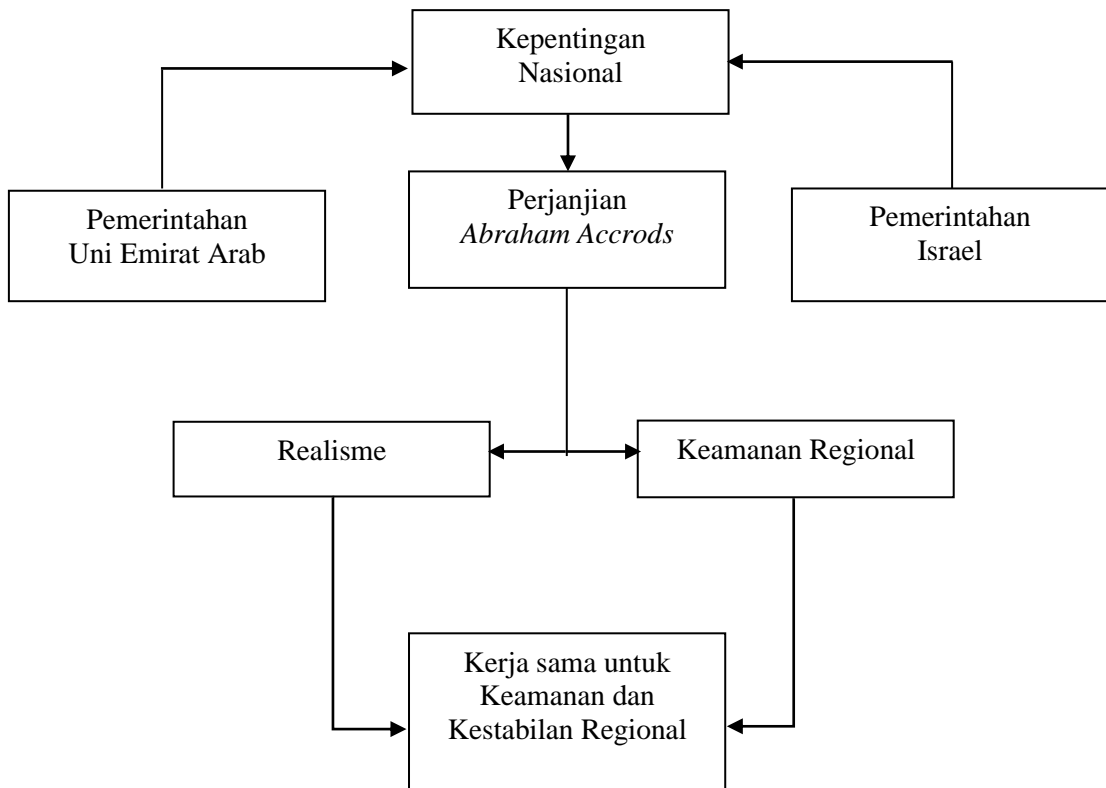 Kepentingan
Nasional
Pemerintahan
Uni Emirat Arab
Perjanjian
Abraham Accrods
Pemerintahan
Israel
Realisme
Keamanan Regional
Kerja sama untuk
Keamanan dan
Kestabilan Regional